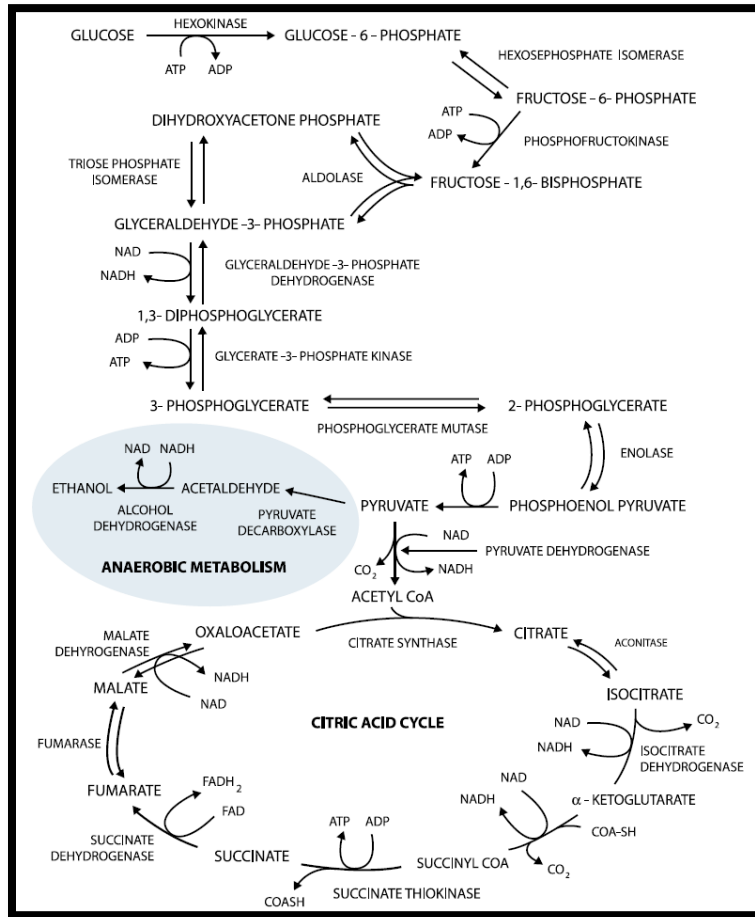 HEXOKINASE
GLUCOSE
GLUCOSE - 6 - PHOSPHATE
ATP
ADP
HEXOSEPHOSPHATE ISOMERASE
FRUCTOSE - 6- PHOSPHATE
ATP
ADP
PHOSPHOFRUCTOKINASE
DIHYDROXYACETONE PHOSPHATE
TRIOSE PHOSPHATE
ISOMERASE
ALDOLASE
FRUCTOSE - 1,6- BISPHOSPHATE
GLYCERALDEHYDE -3- PHOSPHATE
NAD
NADH
GLYCERALDEHYDE -3- PHOSPHATE
DEHYDROGENASE
1,3- DIPHOSPHOGLYCERATE
ADP
ATP
GLYCERATE -3- PHOSPHATE KINASE
3- PHOSPHOGLYCERATE
2- PHOSPHOGLYCERATE
PHOSPHOGLYCERATE MUTASE
ENOLASE
NAD
NADH
ATP
ADP
ETHANOL
ACETALDEHYDE
PYRUVATE
PHOSPHOENOL PYRUVATE
ALCOHOL
DEHYDROGENASE
PYRUVATE
DECARBOXYLASE
ANAEROBIC METABOLISM
NAD
PYRUVATE DEHYDROGENASE
CO2
NADH
ACETYL CoA
OXALOACETATE
CITRATE
CITRATE SYNTHASE
ACONITASE
MALATE
DEHYROGENASE
NADH
MALATE
NAD
ISOCITRATE
CITRIC ACID CYCLE
NAD
CO2
NADH
ISOCITRATE
DEHYDROGENASE
FUMARASE
FUMARATE
FADH2
FAD
NAD
NADH
α - KETOGLUTARATE
COA-SH
SUCCINATE
DEHYDROGENASE
SUCCINATE
ATP
ADP
SUCCINYL COA
CO2
COASH
SUCCINATE THIOKINASE